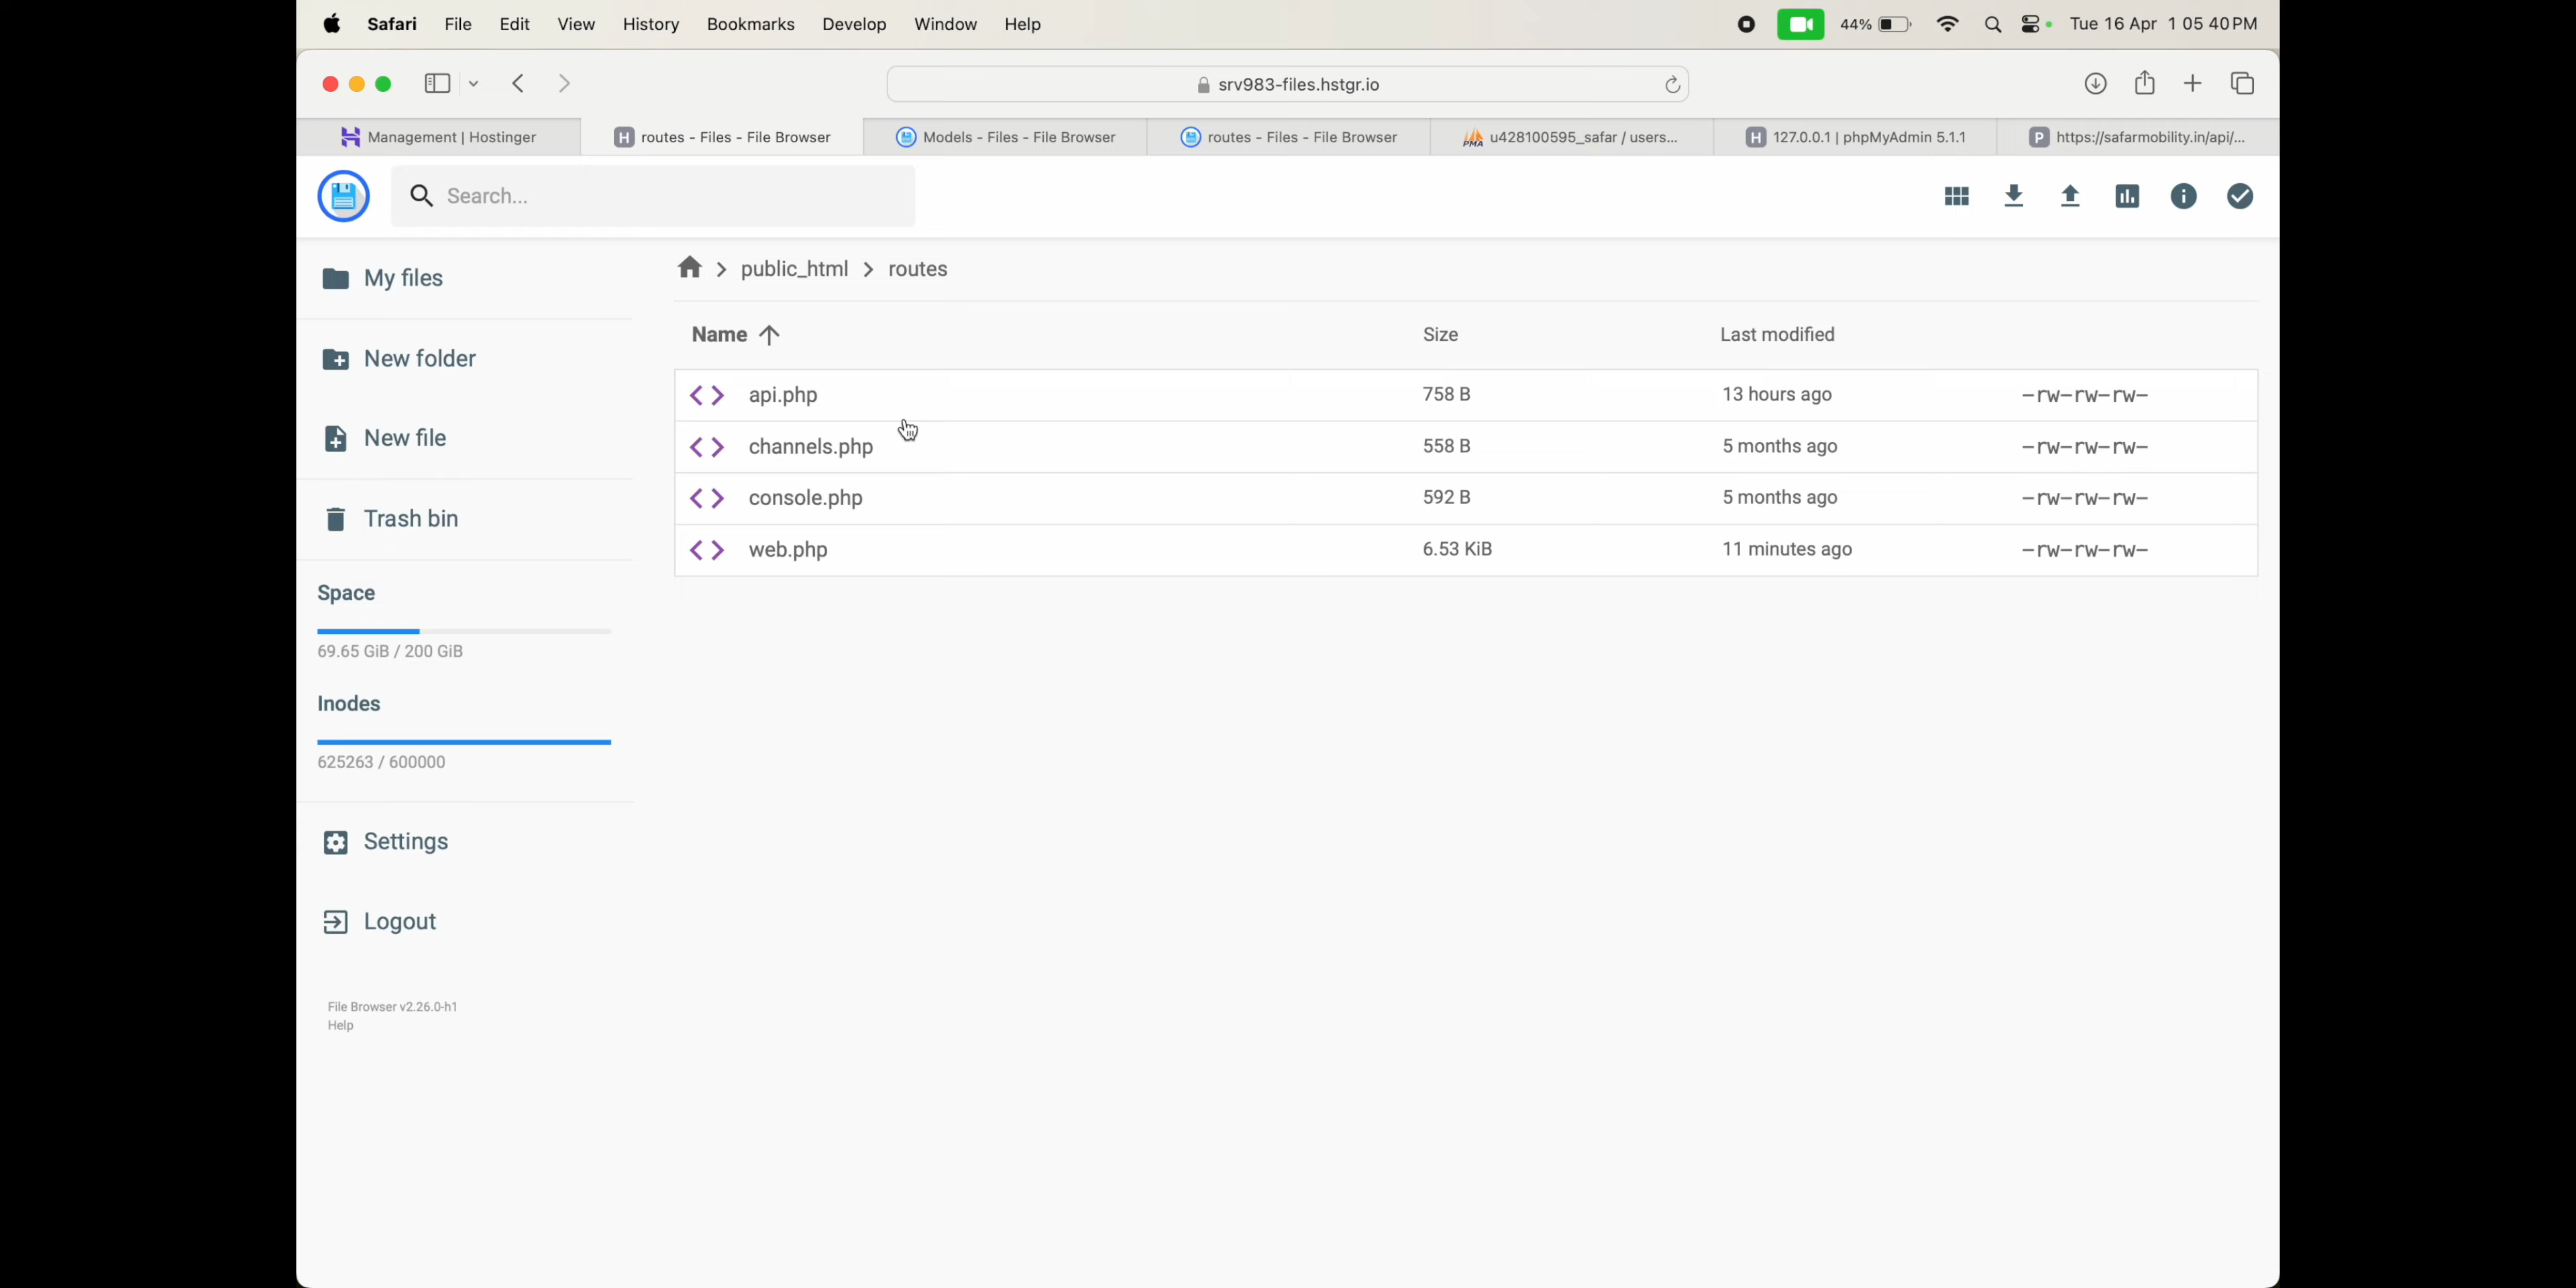 Safari File Edit View History Bookmarks Develop Window Help 44% Tue 16 Apr 1 05 40 PM
srv983-files.hstgr.io
Management | Hostinger
H routes - Files - File Browser
Models - Files - File Browser
routes - Files - File Browser
PMA u428100595_safar / users...
H 127.0.0.1 | phpMyAdmin 5.1.1
P https://safarmobility.in/api/...
Search...
My files
New folder
New file
Trash bin
Space
69.65 GiB / 200 GiB
Inodes
625263 / 600000
Settings
Logout
File Browser v2.26.0-h1
Help
public_html > routes
Name Size Last modified
api.php 758 B 13 hours ago -rw-rw-rw-
channels.php 558 B 5 months ago -rw-rw-rw-
console.php 592 B 5 months ago -rw-rw-rw-
web.php 6.53 KiB 11 minutes ago -rw-rw-rw-